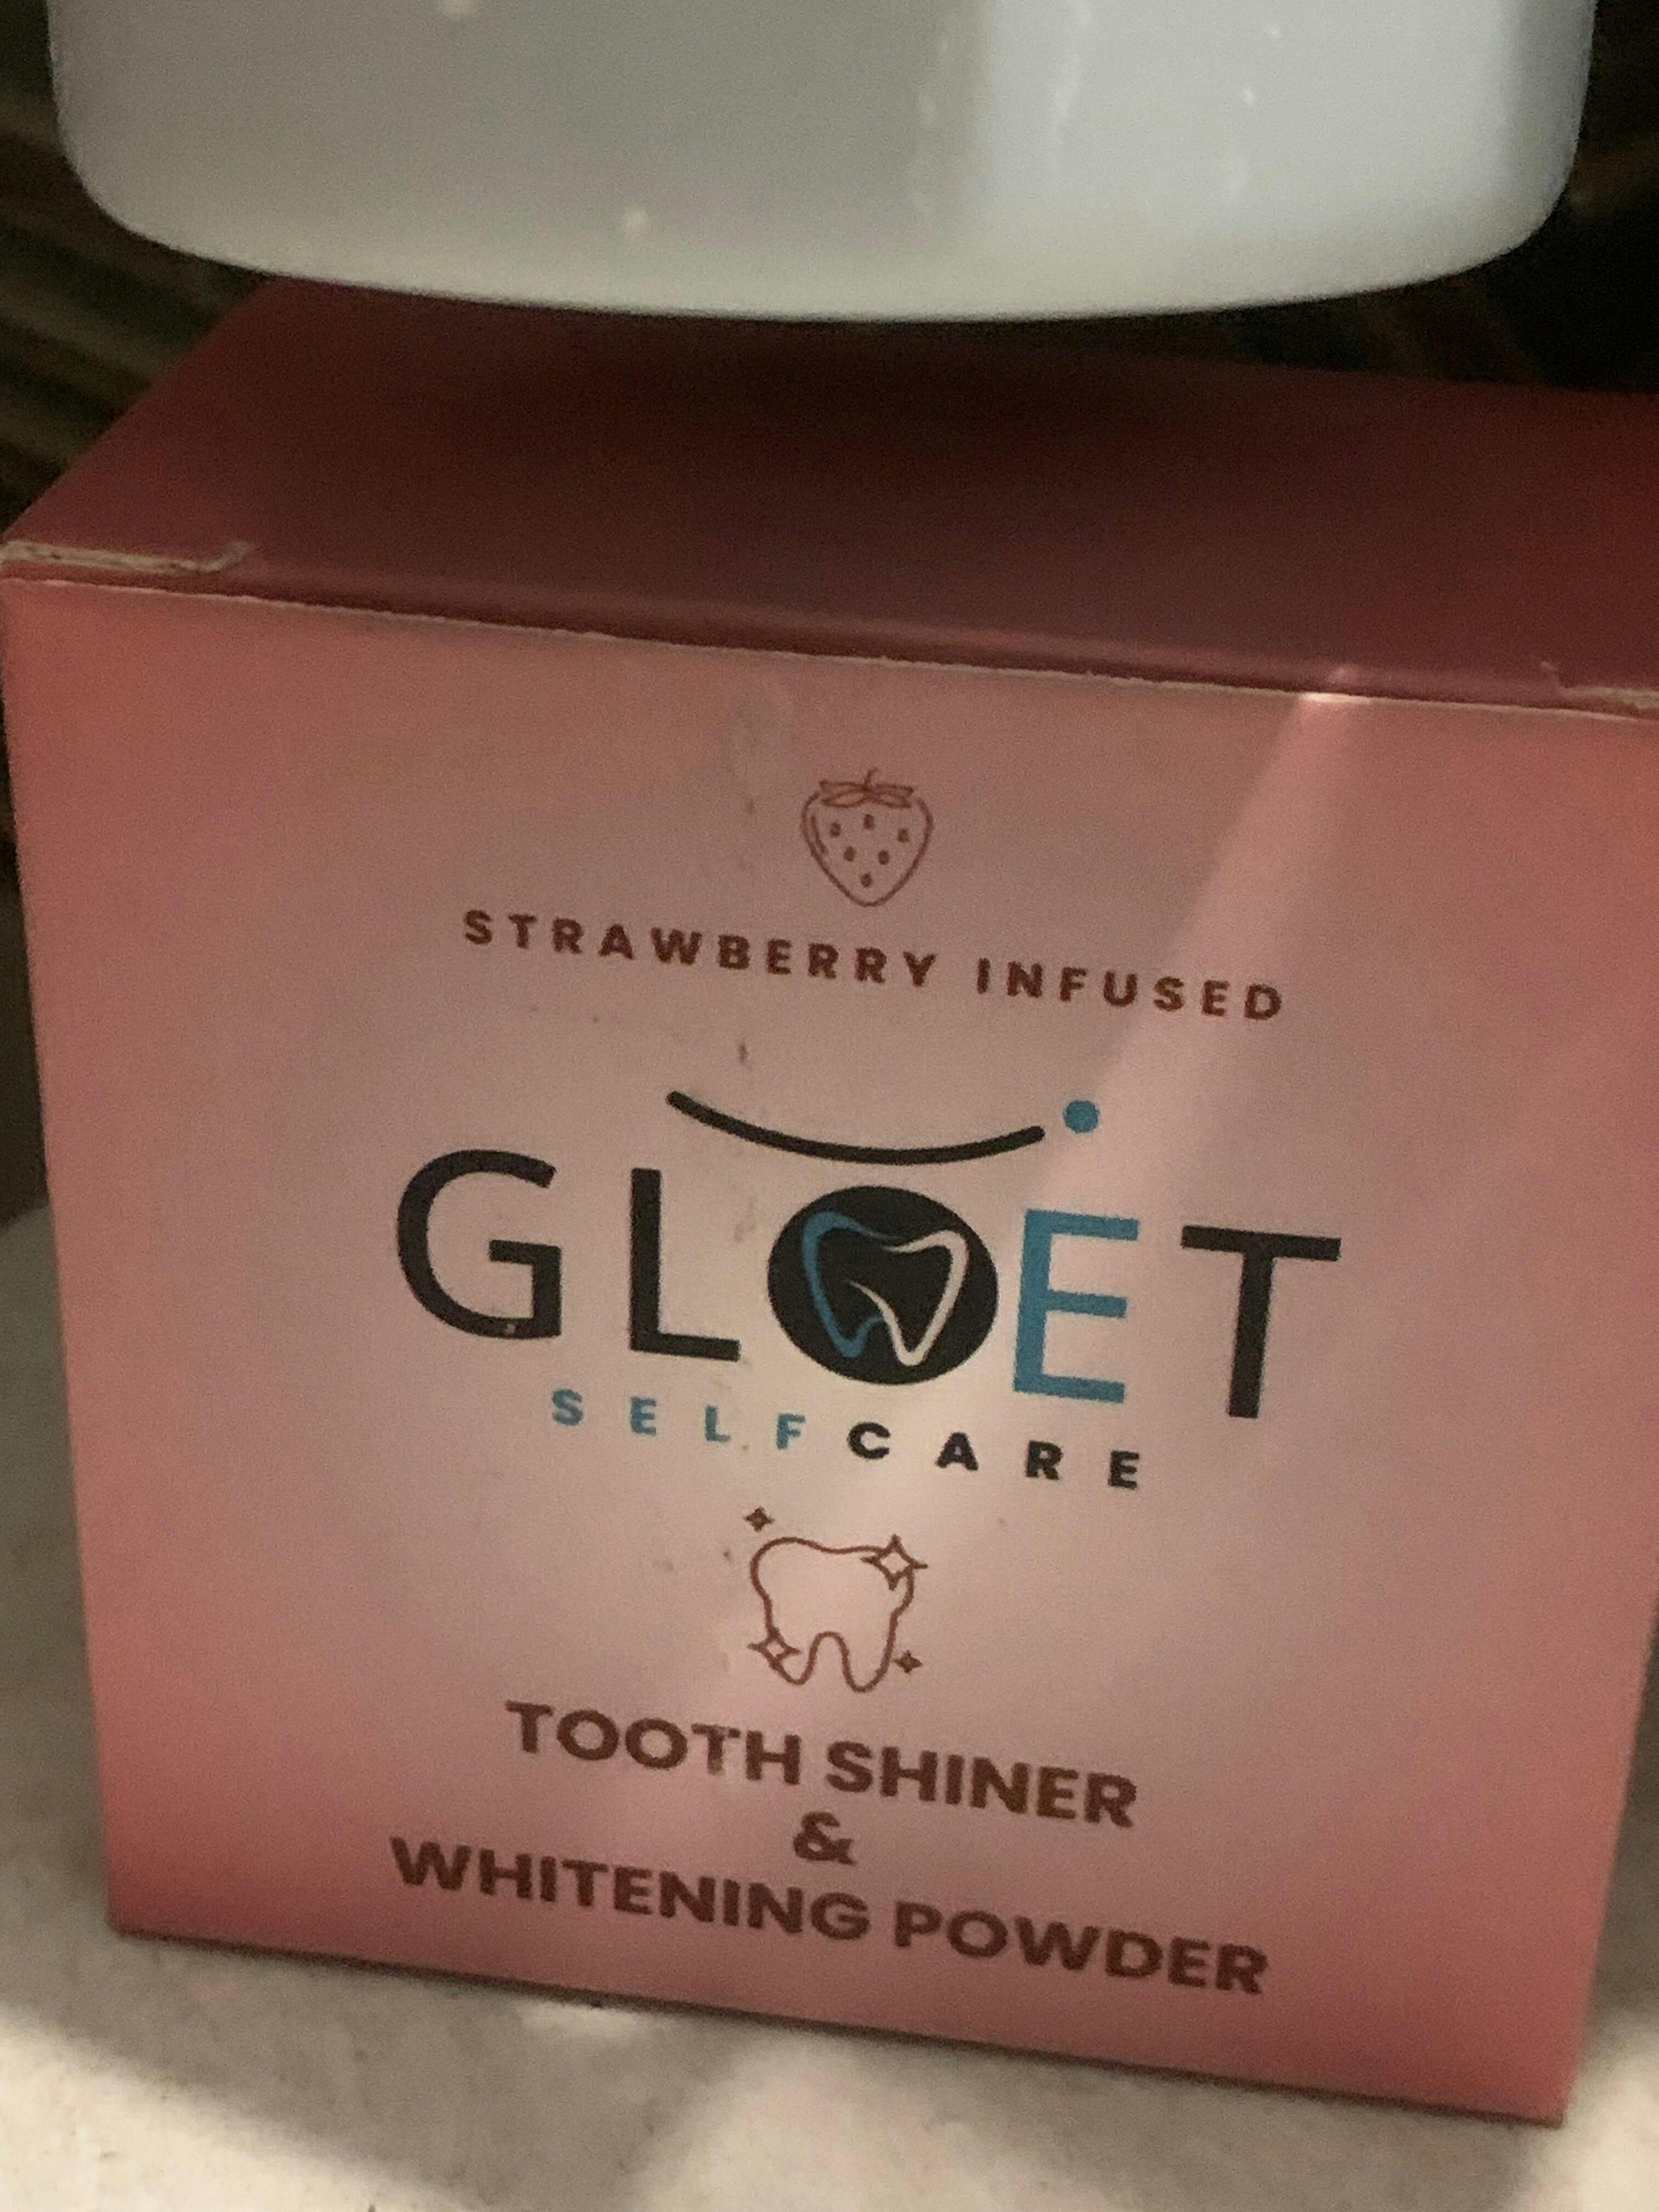 STRAWBERRY INFUSED
GLOET
SELFCARE
TOOTH SHINER
&
WHITENING POWDER